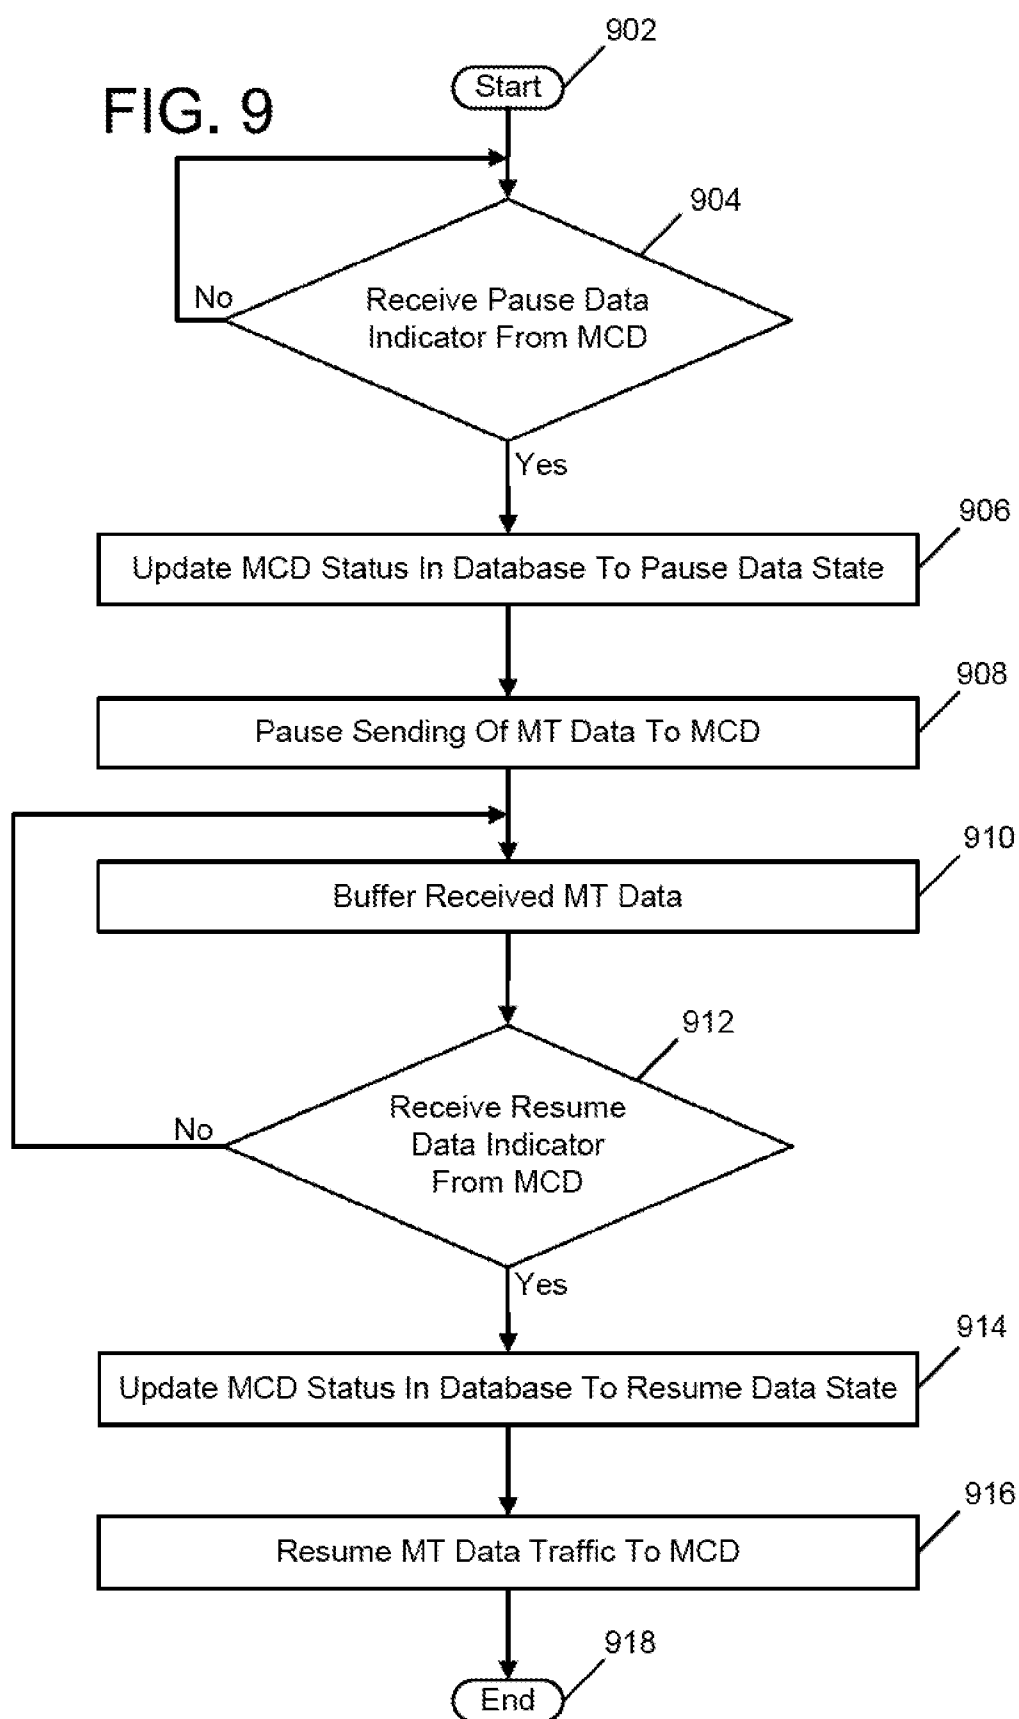 902
Start
FIG. 9
904
No
Receive Pause Data
Indicator From MCD
Yes
906
Update MCD Status In Database To Pause Data State
908
Pause Sending Of MT Data To MCD
910
Buffer Received MT Data
912
No
Receive Resume
Data Indicator
From MCD
Yes
914
Update MCD Status In Database To Resume Data State
916
Resume MT Data Traffic To MCD
918
End